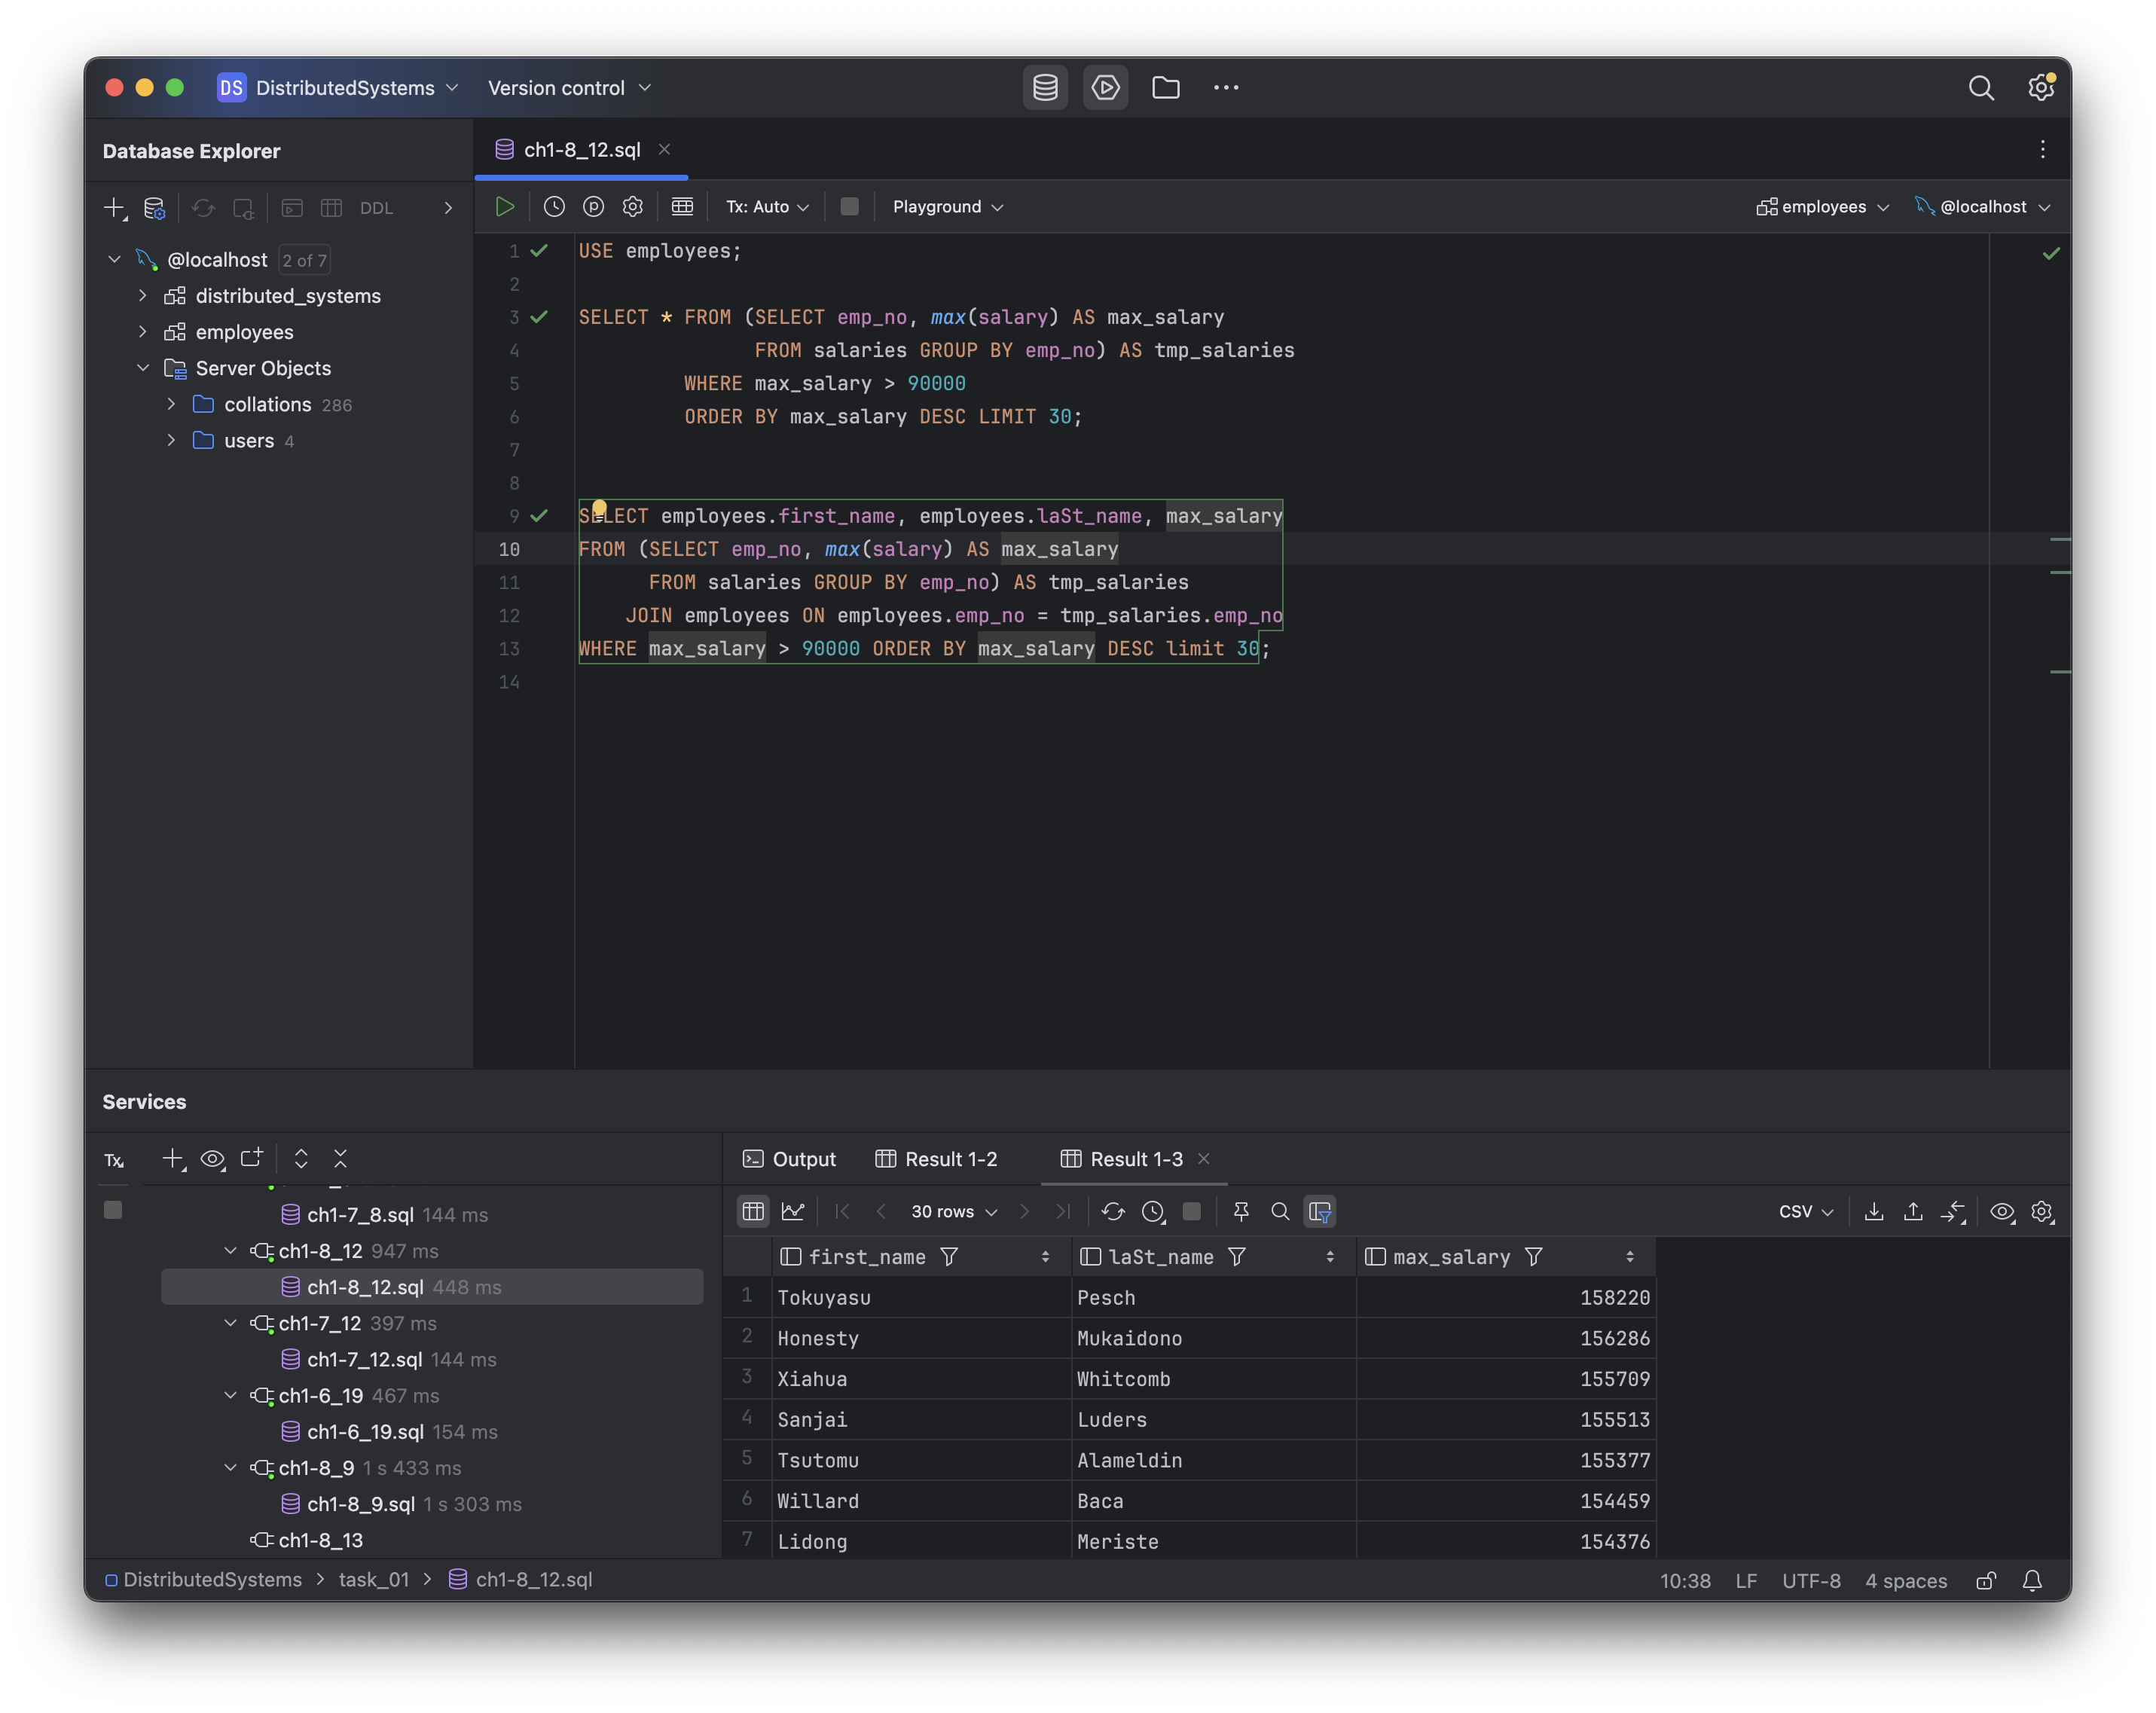 DS DistributedSystems Version control
Database Explorer
ch1-8_12.sql
DDL
Tx: Auto Playground employees @localhost
@localhost 2 of 7
distributed_systems
employees
Server Objects
collations 286
users 4
1 USE employees;
2
3 SELECT * FROM (SELECT emp_no, max(salary) AS max_salary
4 FROM salaries GROUP BY emp_no) AS tmp_salaries
5 WHERE max_salary > 90000
6 ORDER BY max_salary DESC LIMIT 30;
7
8
9 SELECT employees.first_name, employees.laSt_name, max_salary
10 FROM (SELECT emp_no, max(salary) AS max_salary
11 FROM salaries GROUP BY emp_no) AS tmp_salaries
12 JOIN employees ON employees.emp_no = tmp_salaries.emp_no
13 WHERE max_salary > 90000 ORDER BY max_salary DESC limit 30;
14
Services
Tx
ch1-7_8.sql 144 ms
ch1-8_12 947 ms
ch1-8_12.sql 448 ms
ch1-7_12 397 ms
ch1-7_12.sql 144 ms
ch1-6_19 467 ms
ch1-6_19.sql 154 ms
ch1-8_9 1 s 433 ms
ch1-8_9.sql 1 s 303 ms
ch1-8_13
Output Result 1-2 Result 1-3
30 rows CSV
first_name laSt_name max_salary
1 Tokuyasu Pesch 158220
2 Honesty Mukaidono 156286
3 Xiahua Whitcomb 155709
4 Sanjai Luders 155513
5 Tsutomu Alameldin 155377
6 Willard Baca 154459
7 Lidong Meriste 154376
DistributedSystems > task_01 > ch1-8_12.sql
10:38 LF UTF-8 4 spaces